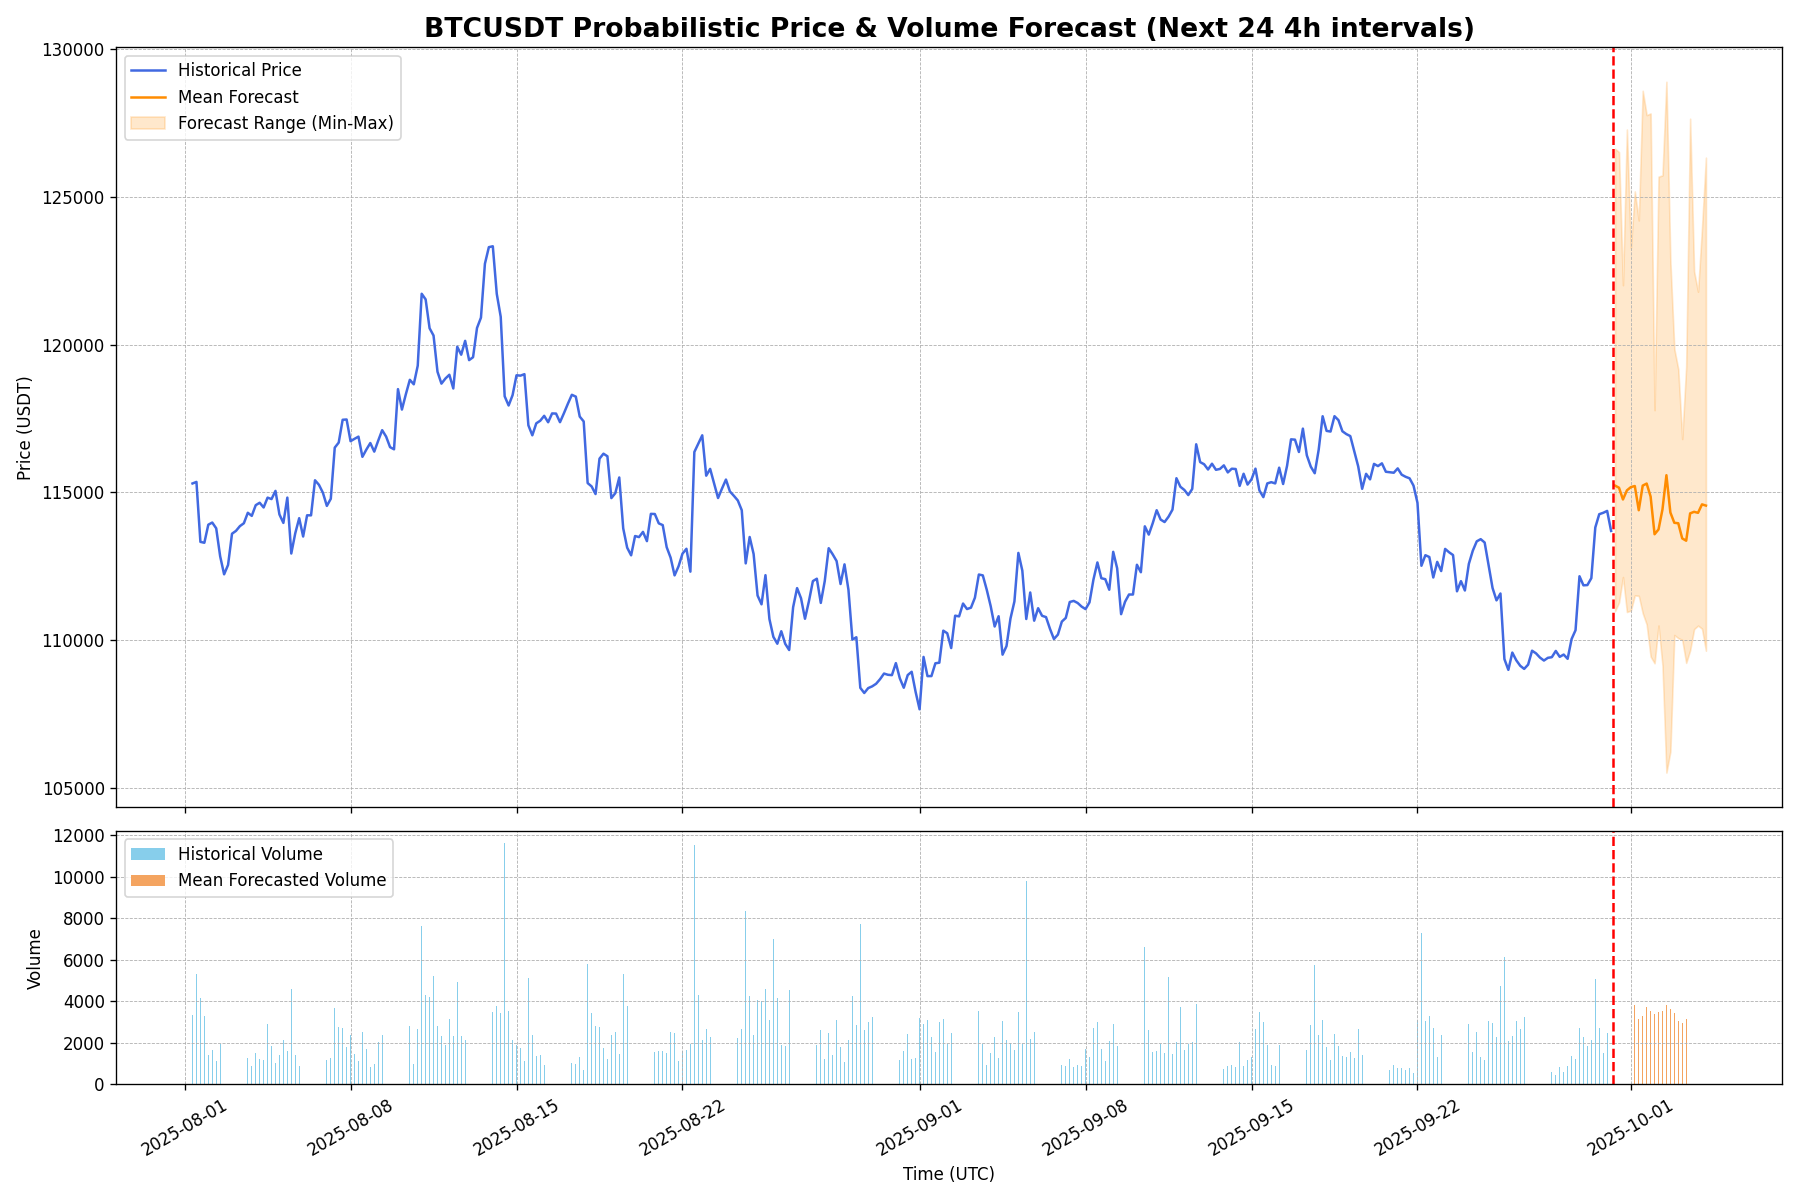 BTCUSDT Probabilistic Price & Volume Forecast (Next 24 4h intervals)
130000
125000
120000
115000
110000
105000
Price (USDT)
Historical Price
Mean Forecast
Forecast Range (Min-Max)
12000
10000
8000
6000
4000
2000
0
Volume
Historical Volume
Mean Forecasted Volume
2025-08-01
2025-08-08
2025-08-15
2025-08-22
2025-09-01
2025-09-08
2025-09-15
2025-09-22
2025-10-01
Time (UTC)